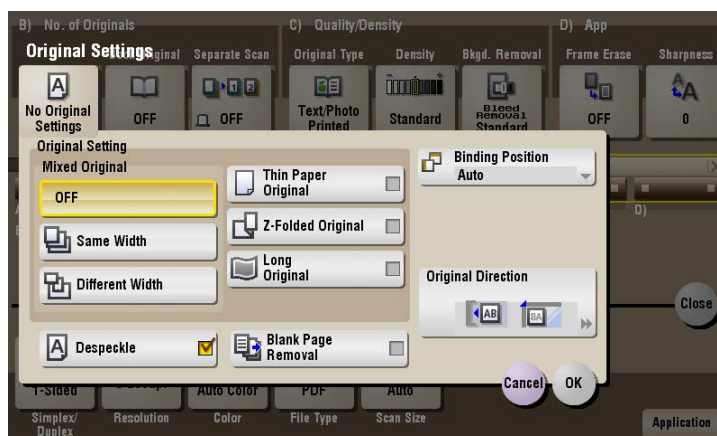 B) No. of Originals
C) Quality/Density
D) App
Original Settings
Original
Separate Scan
Original Type
Density
Bkgd. Removal
Frame Erase
Sharpness
No Original
Settings
OFF
OFF
Text/Photo
Printed
Standard
Bleed
Removal
Standard
OFF
0
Original Setting
Mixed Original
OFF
Same Width
Different Width
Thin Paper
Original
Z-Folded Original
Long
Original
Binding Position
Auto
Original Direction
AB
BA
D)
Close
Despeckle
Blank Page
Removal
Cancel
OK
1-Sided
Auto Color
PDF
Auto
Simplex/
Duplex
Resolution
Color
File Type
Scan Size
Application